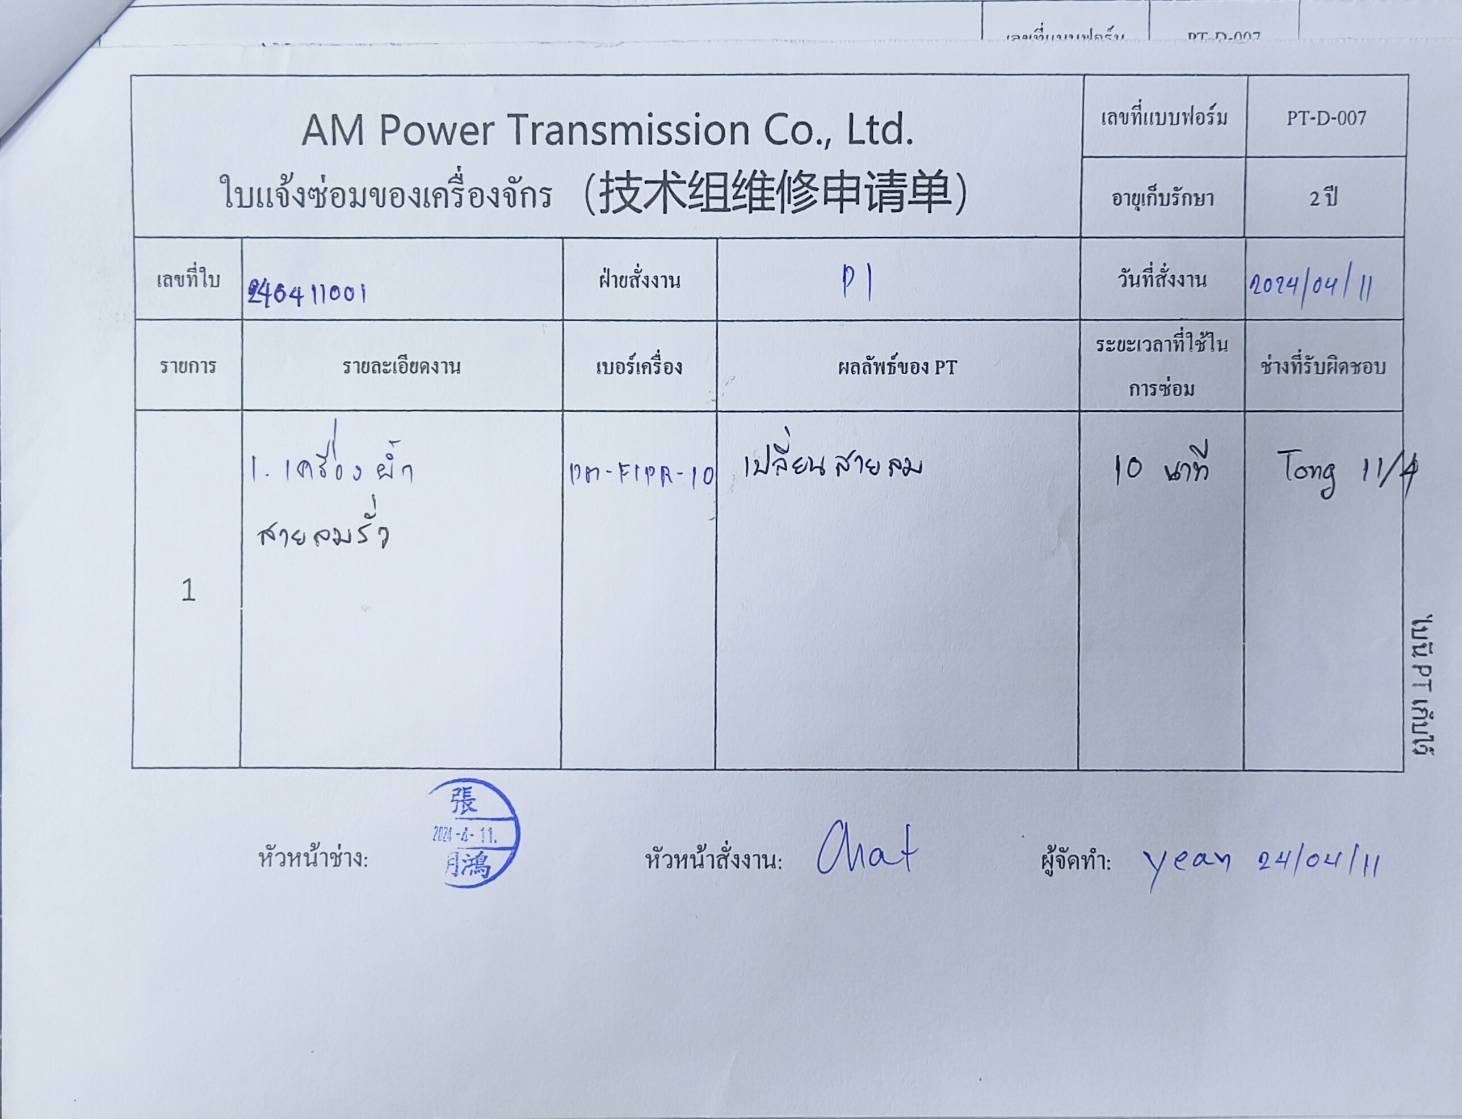 เลขที่แบบฟอร์ม PT-D-007
AM Power Transmission Co., Ltd.
ใบแจ้งซ่อมของเครื่องจักร (技术组维修申请单)
เลขที่แบบฟอร์ม PT-D-007
อายุเก็บรักษา 2 ปี
เลขที่ใบ 240411001 ฝ่ายสั่งงาน P1 วันที่สั่งงาน 2024/04/11
รายการ รายละเอียดงาน เบอร์เครื่อง ผลลัพธ์ของ PT ระยะเวลาที่ใช้ใน ช่างที่รับผิดชอบ
การซ่อม
1. เครื่อง เปลี่ยนสายลม 10 นาที Tong 11/4
สายลมรั่ว
1
ใบนี้ PT เก็บไว้
หัวหน้าช่าง: 張 2024-4-11. 月鴻
หัวหน้าสั่งงาน: Chat
ผู้จัดทำ: yean 24/04/11